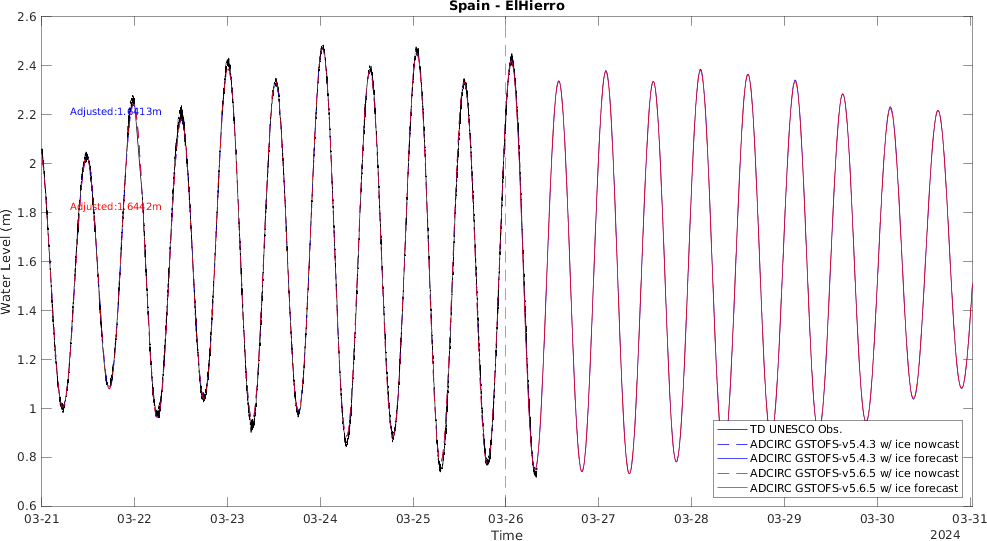 Spain - ElHierro
2.6
2.4
2.2
2
1.8
1.6
1.4
1.2
1
0.8
0.6
Water Level (m)
Adjusted:1.6413m
Adjusted:1.6442m
TD UNESCO Obs.
ADCIRC GSTOFS-v5.4.3 w/ ice nowcast
ADCIRC GSTOFS-v5.4.3 w/ ice forecast
ADCIRC GSTOFS-v5.6.5 w/ ice nowcast
ADCIRC GSTOFS-v5.6.5 w/ ice forecast
03-21 03-22 03-23 03-24 03-25 03-26 03-27 03-28 03-29 03-30 03-31
Time
2024